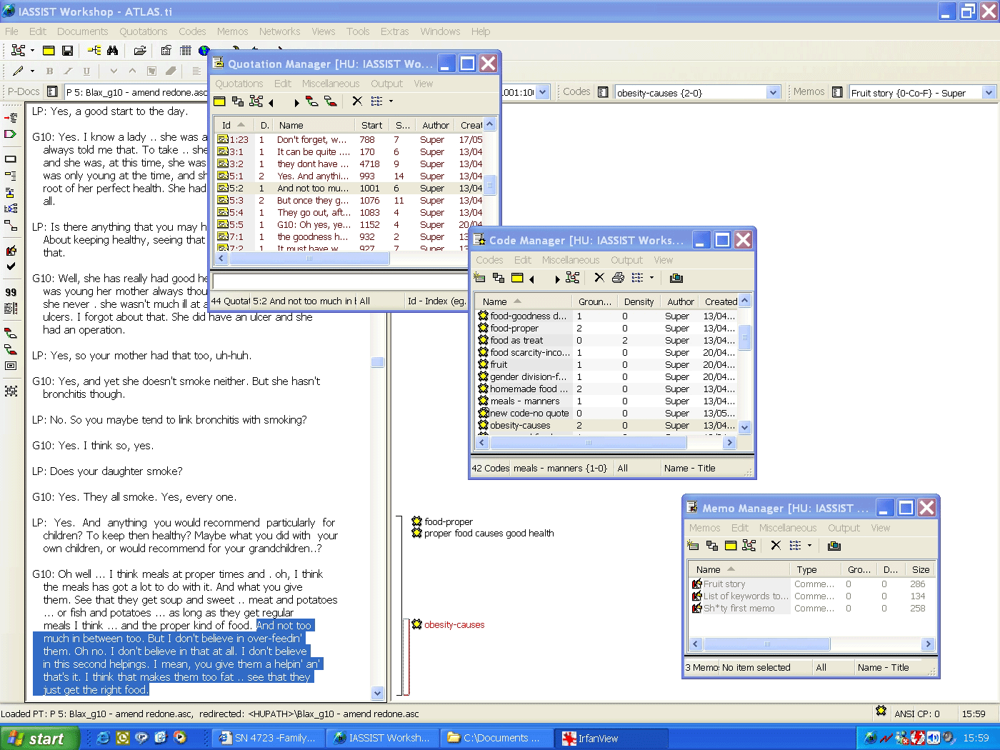 IASSIST Workshop - ATLAS.ti
File Edit Documents Quotations Codes Memos Networks Views Tools Extras Windows Help
B I U
P-Docs P 5: Blax_g10 - amend redone.asc
Codes obesity-causes {2-0}
Memos Fruit story {0-Co-F} - Super
LP: Yes, a good start to the day.
G10: Yes. I know a lady .. she was a
always told me that. To take .. she
and she was, at this time, she was
was only young at the time, and sh
root of her perfect health. She had
all.
LP: Is there anything that you may h
About keeping healthy, seeing that
that.
G10: Well, she has really had good he
was young her mother always thou
she never . she wasn't much ill at a
ulcers. I forgot about that. She did have an ulcer and she
had an operation.
LP: Yes, so your mother had that too, uh-huh.
G10: Yes, and yet she doesn't smoke neither. But she hasn't
bronchitis though.
LP: No. So you maybe tend to link bronchitis with smoking?
G10: Yes. I think so, yes.
LP: Does your daughter smoke?
G10: Yes. They all smoke. Yes, every one.
LP: Yes. And anything you would recommend particularly for
children? To keep then healthy? Maybe what you did with your
own children, or would recommend for your grandchildren..?
G10: Oh well ... I think meals at proper times and . oh, I think
the meals has got a lot to do with it. And what you give
them. See that they get soup and sweet .. meat and potatoes
... or fish and potatoes ... as long as they get regular
meals I think ... and the proper kind of food. And not too
much in between too. But I don't believe in over-feedin'
them. Oh no. I don't believe in that at all. I don't believe
in this second helpings. I mean, you give them a helpin' an'
that's it. I think that makes them too fat .. see that they
just get the right food.
food-proper
proper food causes good health
obesity-causes
Quotation Manager [HU: IASSIST Wo...
Quotations Edit Miscellaneous Output View
Id D. Name Start S... Author Creat
1:23 1 Don't forget, w... 788 7 Super 17/05
3:1 1 It can be quite .... 170 6 Super 13/04
3:2 1 they dont have ... 4718 9 Super 13/04
5:1 2 Yes. And anythi... 993 14 Super 13/04
5:2 1 And not too mu... 1001 6 Super 13/04
5:3 2 But once they g... 1076 11 Super 13/04
5:4 1 They go out, aft... 1083 4 Super 13/04
5:5 1 G10: Oh yes, ye... 1152 4 Super 20/04
7:1 1 the goodness h... 932 2 Super 13
7:2 1 It must have w... 927 7 Super 13
44 Quotat 5:2 And not too much in All Id - Index (eg.
Code Manager [HU: IASSIST Works...
Codes Edit Miscellaneous Output View
Name Groun... Density Author Created
food-goodness d... 1 0 Super 13/04...
food-proper 2 0 Super 13/04...
food as treat 0 2 Super 13/04...
food scarcity-inco... 1 0 Super 20/04...
fruit 1 0 Super 20/04...
gender division-f... 1 0 Super 20/04...
homemade food ... 2 0 Super 13/04...
meals - manners 1 0 Super 13/04...
new code-no quote 0 0 Super 13/05...
obesity-causes 2 0 Super 13/04...
42 Codes meals - manners {1-0} All Name - Title
Memo Manager [HU: IASSIST ...
Memos Edit Miscellaneous Output View
Name Type Gro... D... Size
Fruit story Comme... 0 0 286
List of keywords to... Comme... 0 0 134
Sh*ty first memo Comme... 0 0 258
3 Memo: No item selected All Name - Title
Loaded PT: P 5: Blax_g10 - amend redone.asc, redirected: <HUPATH>\Blax_g10 - amend redone.asc
ANSI CP: 0 15:59
start SN 4723 -Family... IASSIST Worksh... C:\Documents ... IrfanView 15:59